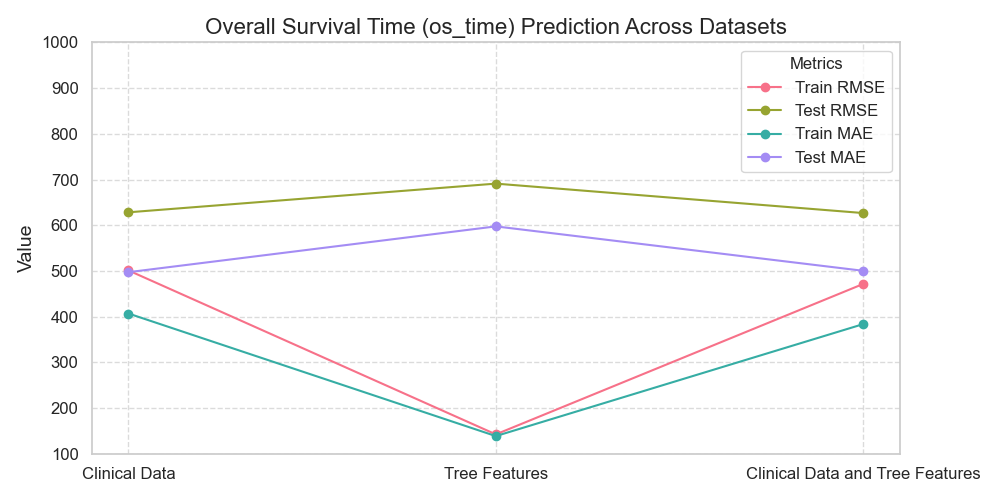 Overall Survival Time (os_time) Prediction Across Datasets
Value
1000
900
800
700
600
500
400
300
200
100
Metrics
Train RMSE
Test RMSE
Train MAE
Test MAE
Clinical Data
Tree Features
Clinical Data and Tree Features